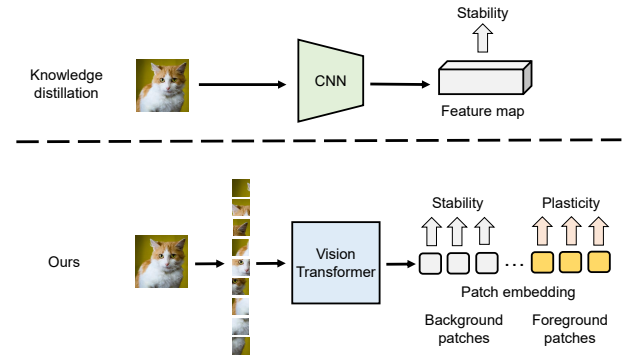 Stability
Knowledge
distillation
CNN
Feature map
Stability
Plasticity
Ours
Vision
Transformer
...
Patch embedding
Background
patches
Foreground
patches